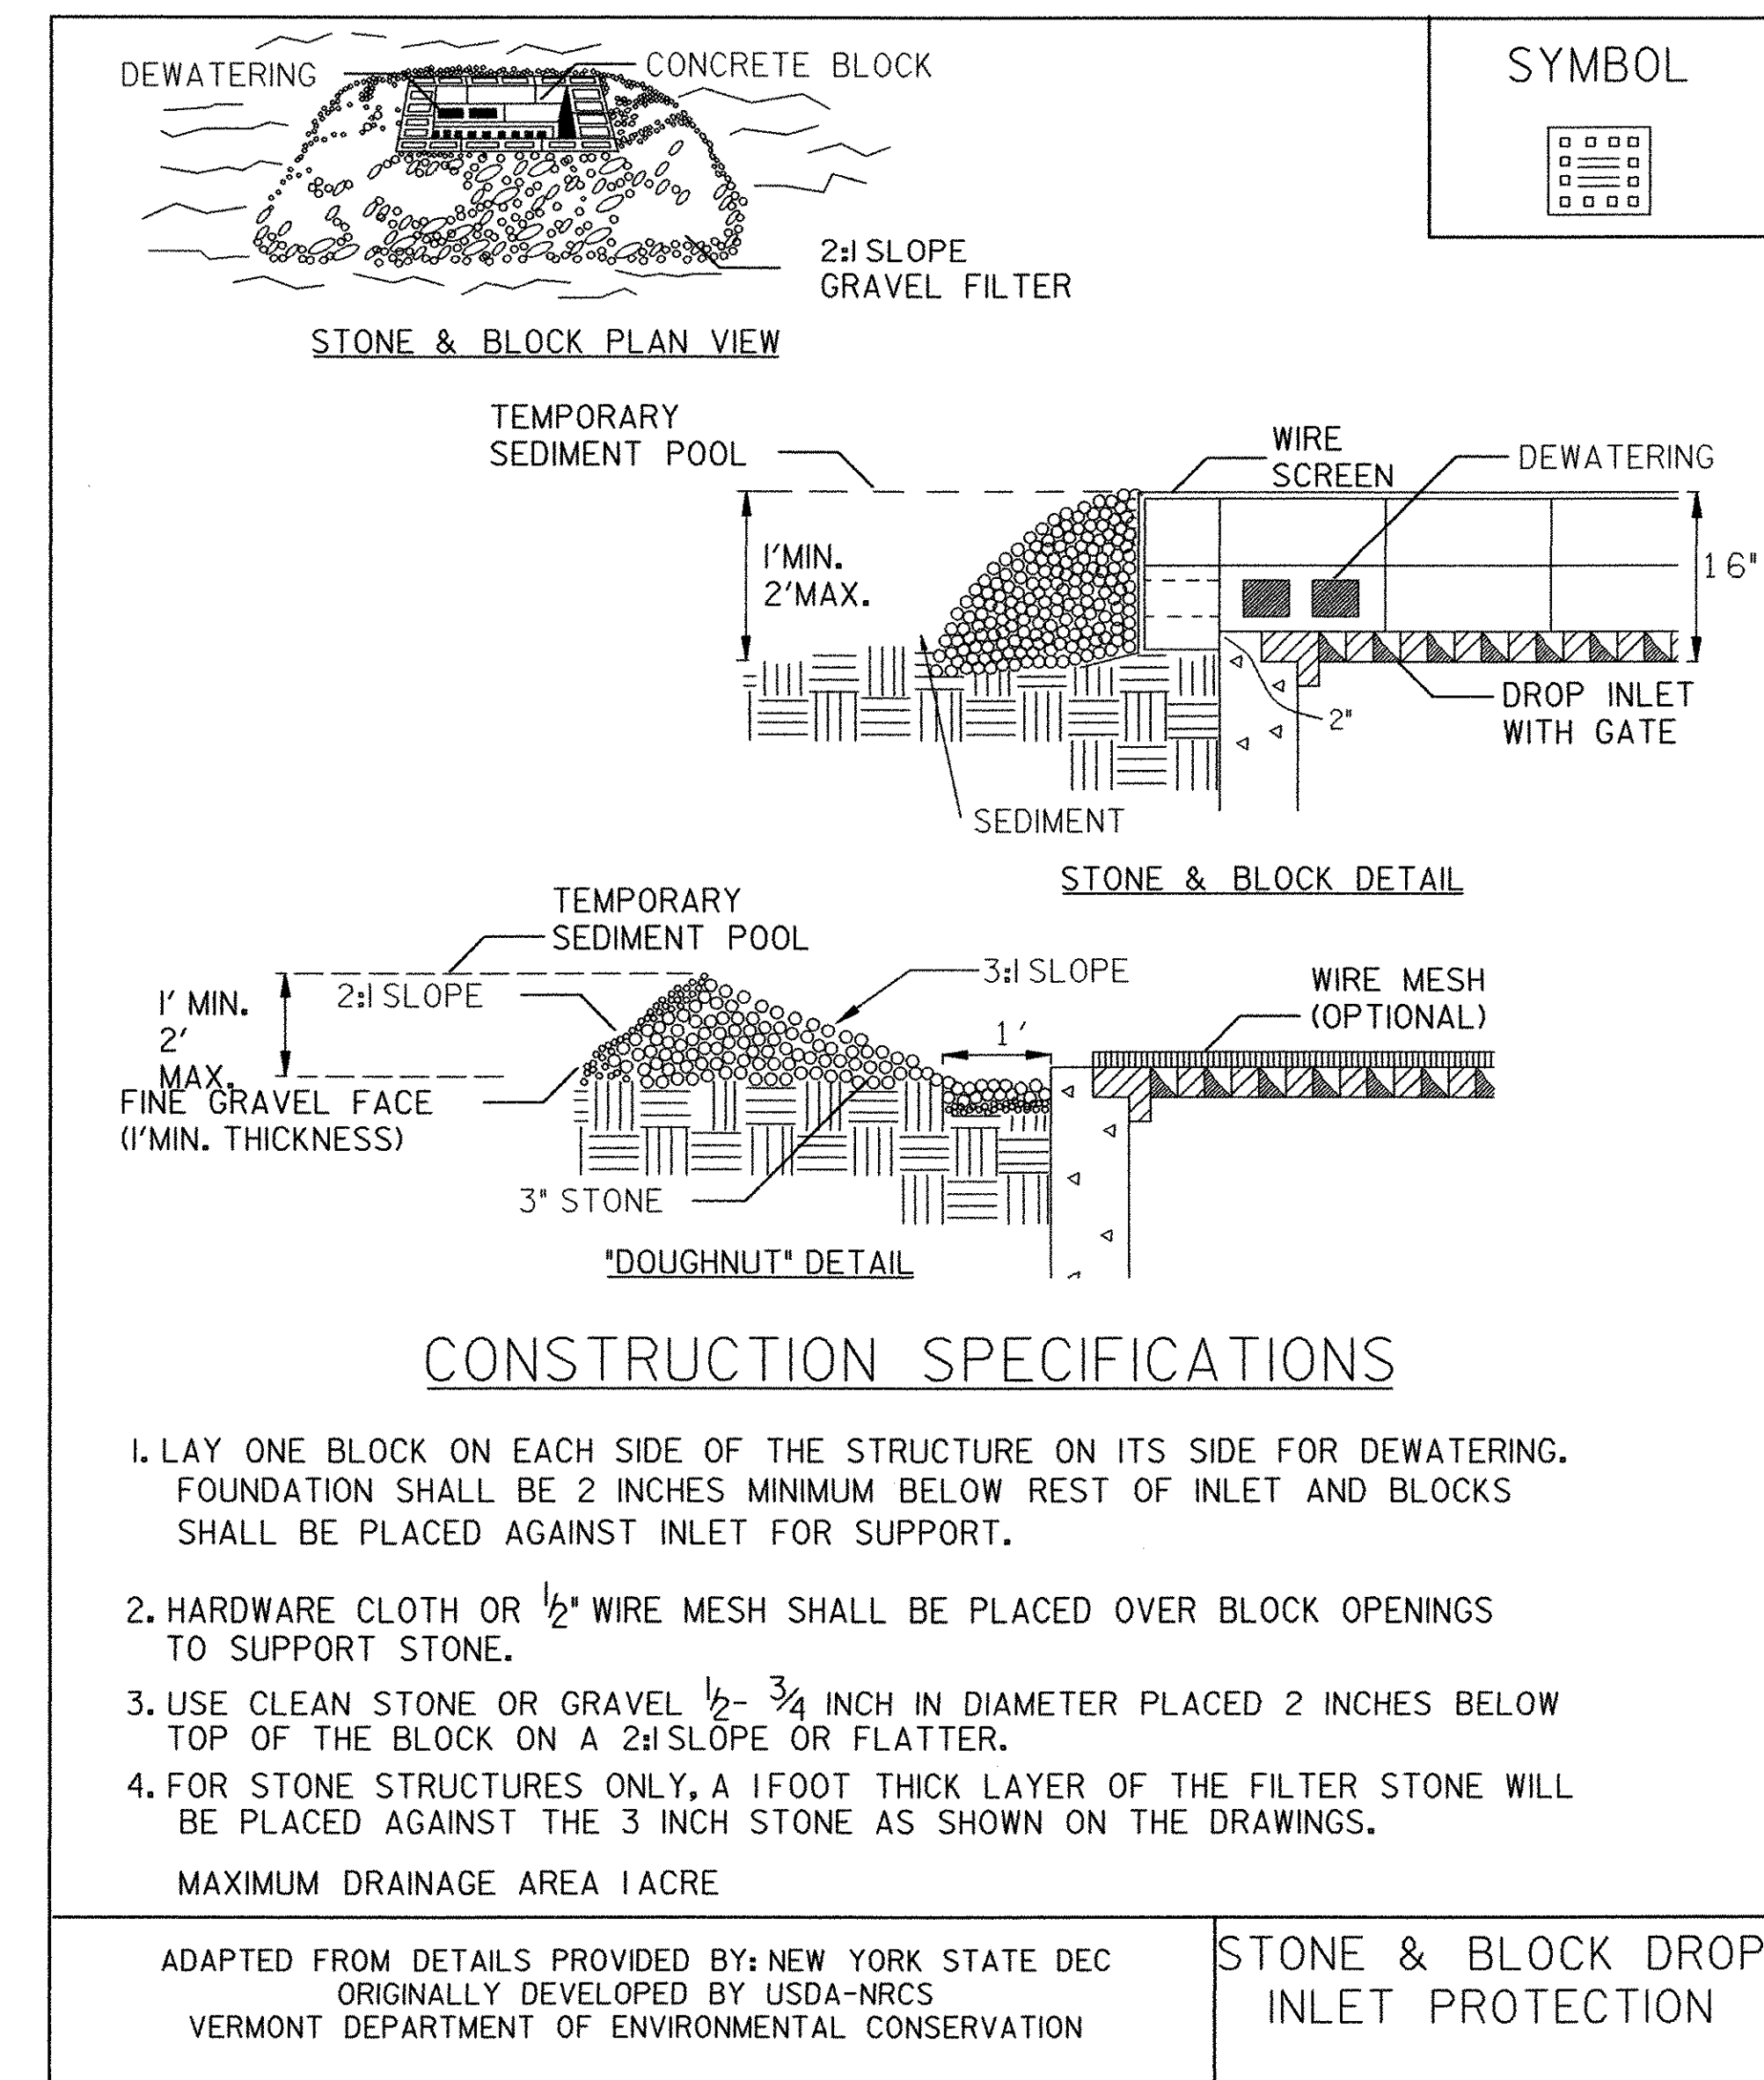 DEWATERING
CONCRETE BLOCK
SYMBOL
2:1 SLOPE
GRAVEL FILTER
STONE & BLOCK PLAN VIEW
TEMPORARY
SEDIMENT POOL
WIRE
SCREEN
DEWATERING
1'MIN.
2'MAX.
16"
DROP INLET
WITH GATE
2"
SEDIMENT
STONE & BLOCK DETAIL
TEMPORARY
SEDIMENT POOL
3:1 SLOPE
WIRE MESH
(OPTIONAL)
2:1 SLOPE
1' MIN.
2'
MAX.
1'
FINE GRAVEL FACE
(1'MIN. THICKNESS)
3" STONE
"DOUGHNUT" DETAIL
CONSTRUCTION SPECIFICATIONS
1. LAY ONE BLOCK ON EACH SIDE OF THE STRUCTURE ON ITS SIDE FOR DEWATERING.
FOUNDATION SHALL BE 2 INCHES MINIMUM BELOW REST OF INLET AND BLOCKS
SHALL BE PLACED AGAINST INLET FOR SUPPORT.
2. HARDWARE CLOTH OR 1/2" WIRE MESH SHALL BE PLACED OVER BLOCK OPENINGS
TO SUPPORT STONE.
3. USE CLEAN STONE OR GRAVEL 1/2- 3/4 INCH IN DIAMETER PLACED 2 INCHES BELOW
TOP OF THE BLOCK ON A 2:1 SLOPE OR FLATTER.
4. FOR STONE STRUCTURES ONLY, A 1 FOOT THICK LAYER OF THE FILTER STONE WILL
BE PLACED AGAINST THE 3 INCH STONE AS SHOWN ON THE DRAWINGS.
MAXIMUM DRAINAGE AREA 1 ACRE
ADAPTED FROM DETAILS PROVIDED BY: NEW YORK STATE DEC
ORIGINALLY DEVELOPED BY USDA-NRCS
VERMONT DEPARTMENT OF ENVIRONMENTAL CONSERVATION
STONE & BLOCK DROP
INLET PROTECTION